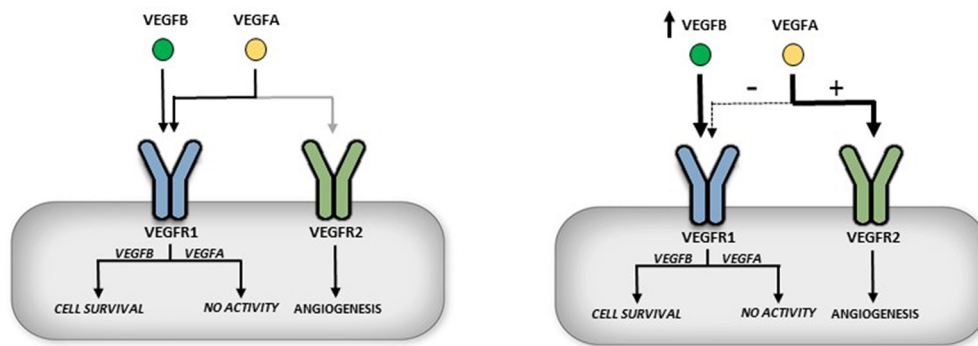 VEGFB VEGFA
VEGFR1 VEGFR2
VEGFB VEGFA
CELL SURVIVAL NO ACTIVITY ANGIOGENESIS
VEGFB VEGFA
- +
VEGFR1 VEGFR2
VEGFB VEGFA
CELL SURVIVAL NO ACTIVITY ANGIOGENESIS